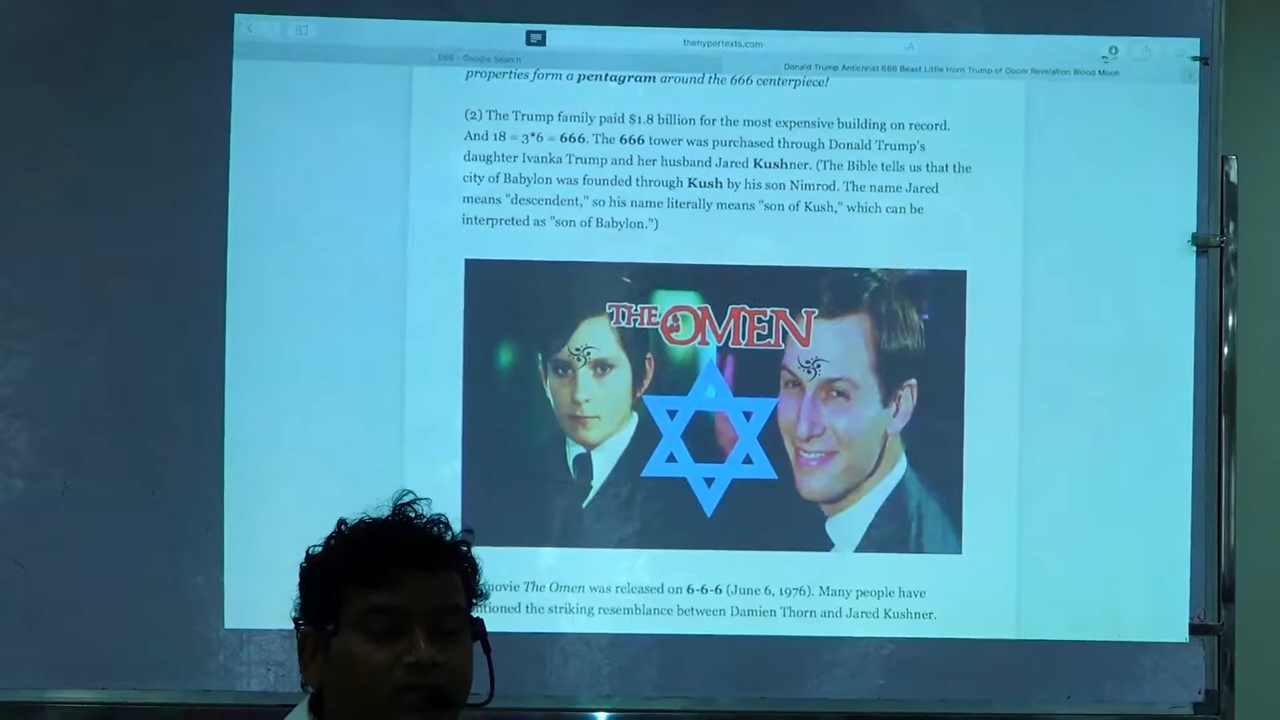 thehypertexts.com
666 - Google Search
Donald Trump Antichrist 666 Beast Little Horn Trump of Doom Revelation Blood Moon
properties form a pentagram around the 666 centerpiece!
(2) The Trump family paid $1.8 billion for the most expensive building on record.
And 18 = 3*6 = 666. The 666 tower was purchased through Donald Trump's
daughter Ivanka Trump and her husband Jared Kushner. (The Bible tells us that the
city of Babylon was founded through Kush by his son Nimrod. The name Jared
means "descendent," so his name literally means "son of Kush," which can be
interpreted as "son of Babylon.")
THE OMEN
movie The Omen was released on 6-6-6 (June 6, 1976). Many people have
the striking resemblance between Damien Thorn and Jared Kushner.